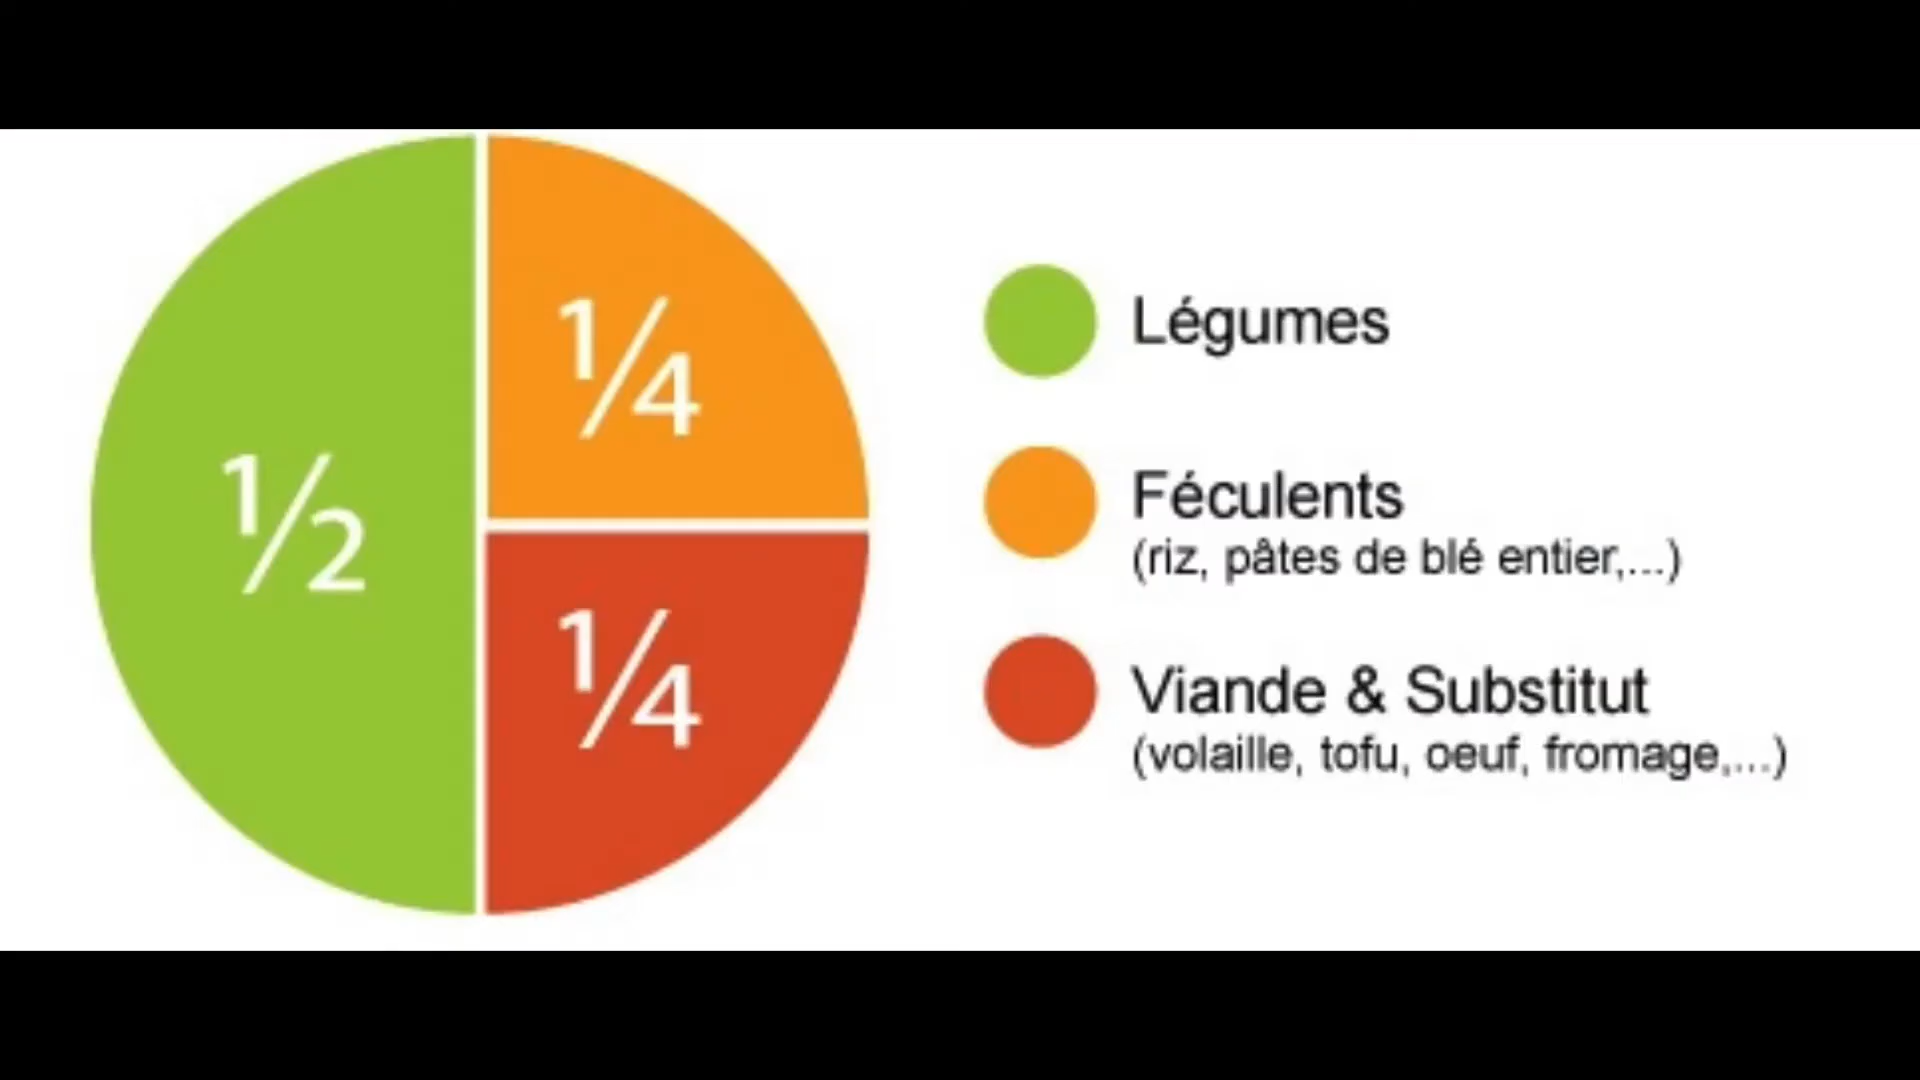 ½
¼
¼
Légumes
Féculents
(riz, pâtes de blé entier,...)
Viande & Substitut
(volaille, tofu, oeuf, fromage,...)